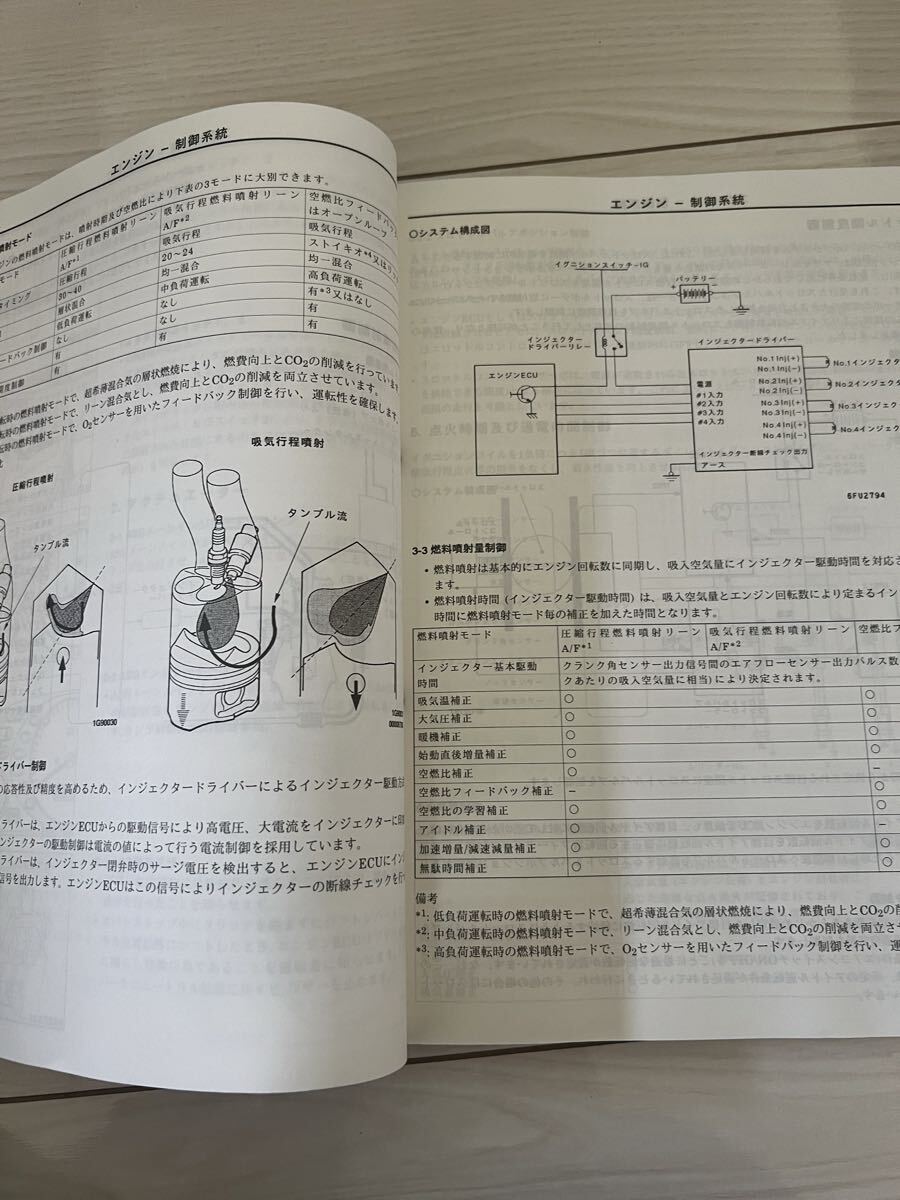 エンジン – 制御系統
噴射モード
ンジンの燃料噴射モードは、噴射時期及び空燃比により下表の3モードに大別できます。
モード
圧縮行程燃料噴射リーン A/F*1
吸気行程燃料噴射リーン A/F*2
空燃比フィードバック
はオープンループ
タイミング
圧縮行程
吸気行程
吸気行程
30~40
20~24
ストイキオ*4又はリッチ
層状混合
均一混合
均一混合
低負荷運転
中負荷運転
高負荷運転
ードバック制御
なし
なし
有*3又はなし
有
なし
有
度制御
有
有
有
転時の燃料噴射モードで、超希薄混合気の層状燃焼により、燃費向上とCO2の削減を行っています
転時の燃料噴射モードで、リーン混合気とし、燃費向上とCO2の削減を両立させています。
転時の燃料噴射モードで、O2センサーを用いたフィードバック制御を行い、運転性を確保します
比
圧縮行程噴射
吸気行程噴射
タンブル流
タンブル流
1G90030
ドライバー制御
の応答性及び精度を高めるため、インジェクタードライバーによるインジェクター駆動方
ライバーは、エンジンECUからの駆動信号により高電圧、大電流をインジェクターに
ンジェクターの駆動制御は電流の値によって行う電流制御を採用しています。
ライバーは、インジェクター閉弁時のサージ電圧を検出すると、エンジンECUにイン
信号を出力します。エンジンECUはこの信号によりインジェクターの断線チェックを行
エンジン – 制御系統
○システム構成図
イグニションスイッチ-IG
バッテリー
+ –
インジェクター
ドライバーリレー
インジェクタードライバー
エンジンECU
電源
#1入力
#2入力
#3入力
#4入力
No.1Inj(+)
No.1Inj(–)
No.2Inj(+)
No.2Inj(–)
No.3Inj(+)
No.3Inj(–)
No.4Inj(+)
No.4Inj(–)
No.1インジェクタ
No.2インジェクタ
No.3インジェク
No.4インジェク
インジェクター断線チェック出力
アース
6FU2794
3-3 燃料噴射量制御
• 燃料噴射は基本的にエンジン回転数に同期し、吸入空気量にインジェクター駆動時間を対応さ
ます。
• 燃料噴射時間 (インジェクター駆動時間) は、吸入空気量とエンジン回転数により定まるイン
時間に燃料噴射モード毎の補正を加えた時間となります。
燃料噴射モード
圧縮行程燃料噴射リーン A/F*1
吸気行程燃料噴射リーン A/F*2
空燃比フ
インジェクター基本駆動時間
クランク角センサー出力信号間のエアフローセンサー出力パルス数
クあたりの吸入空気量に相当) により決定されます。
吸気温補正 ○ ○
大気圧補正 ○ ○
暖機補正 ○ ○
始動直後増量補正 ○ ○
空燃比補正 ○ –
空燃比フィードバック補正 – ○
空燃比の学習補正 ○ ○
アイドル補正 ○ –
加速増量/減速減量補正 ○ ○
無駄時間補正 ○ ○
備考
*1: 低負荷運転時の燃料噴射モードで、超希薄混合気の層状燃焼により、燃費向上とCO2の削
*2: 中負荷運転時の燃料噴射モードで、リーン混合気とし、燃費向上とCO2の削減を両立させ
*3: 高負荷運転時の燃料噴射モードで、O2センサーを用いたフィードバック制御を行い、運